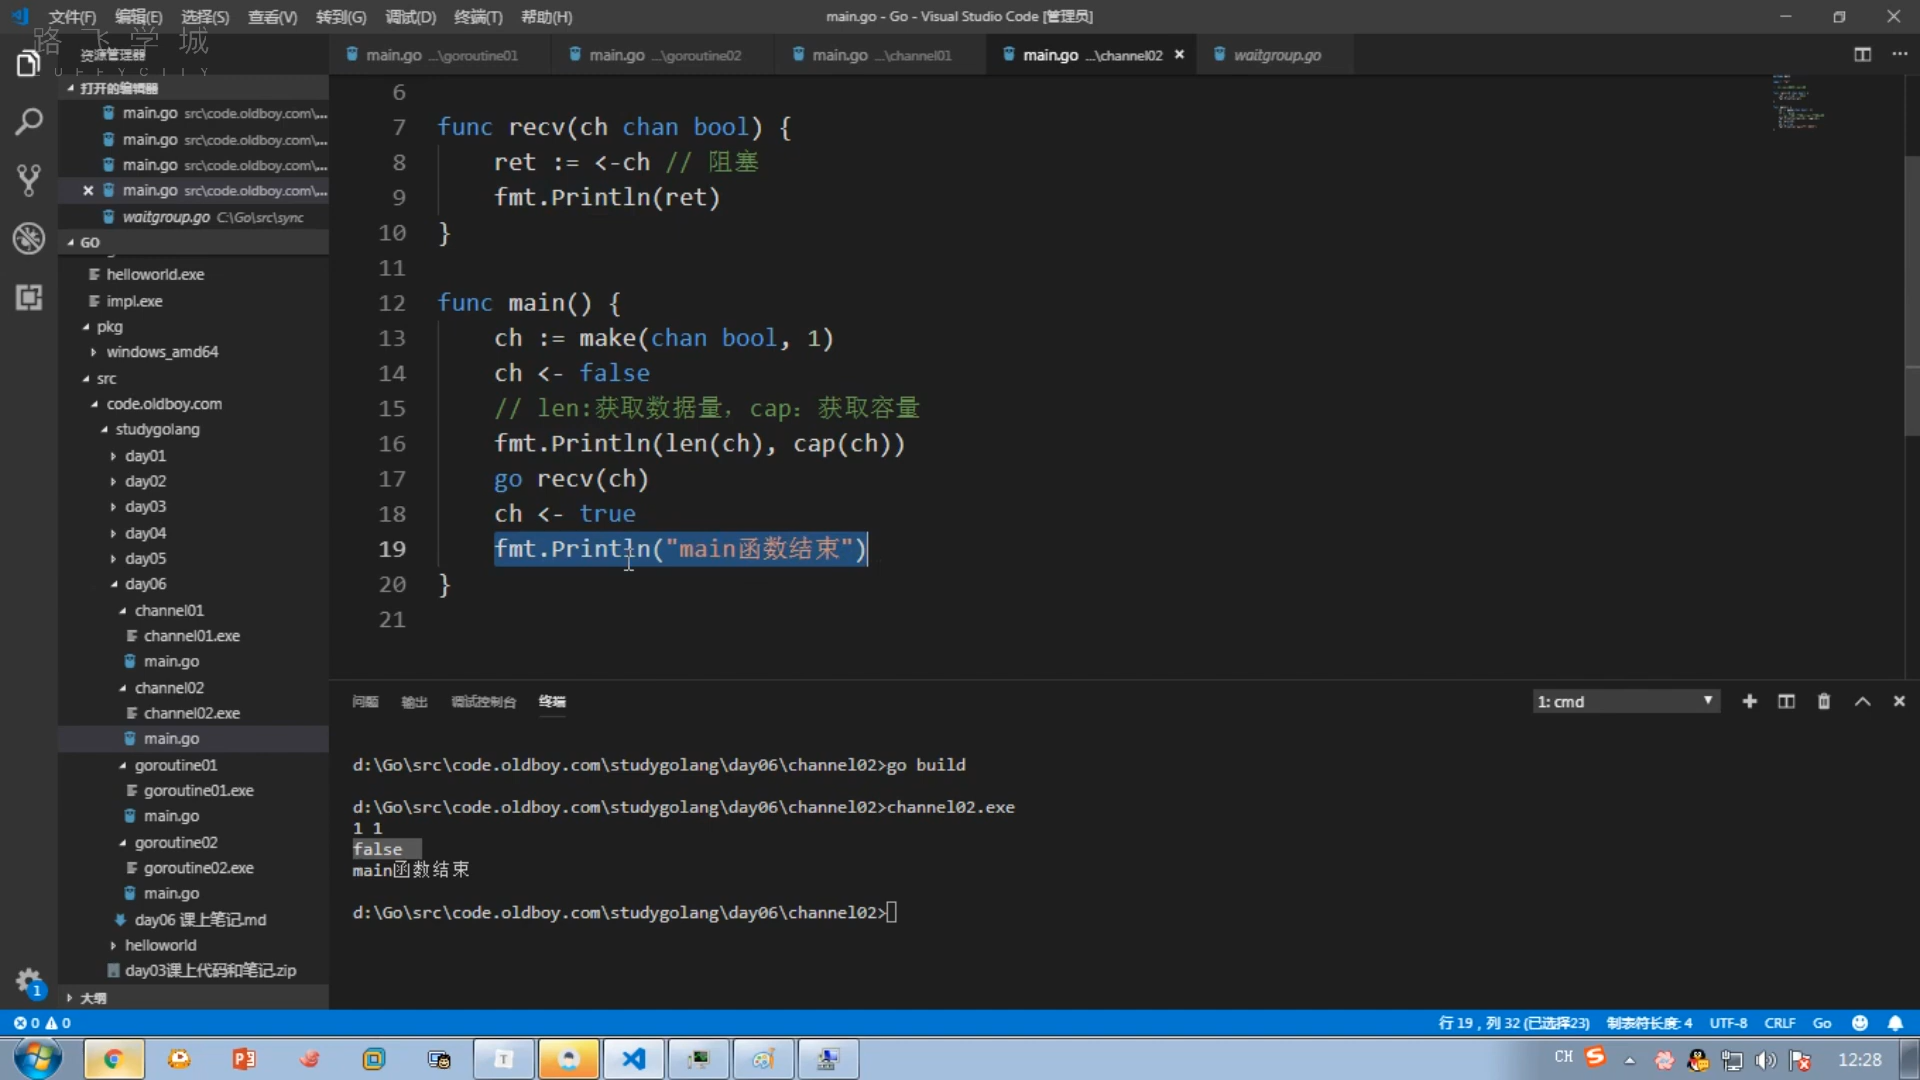 文件(F) 编辑(E) 选择(S) 查看(V) 转到(G) 调试(D) 终端(T) 帮助(H)
main.go - Go - Visual Studio Code [管理员]
路飞学城
UFFYCITY
资源管理器
main.go ...\goroutine01
main.go ...\goroutine02
main.go ...\channel01
main.go ...\channel02
waitgroup.go
打开的编辑器
main.go src\code.oldboy.com\...
main.go src\code.oldboy.com\...
main.go src\code.oldboy.com\...
main.go src\code.oldboy.com\...
waitgroup.go C:\Go\src\sync
GO
helloworld.exe
impl.exe
pkg
windows_amd64
src
code.oldboy.com
studygolang
day01
day02
day03
day04
day05
day06
channel01
channel01.exe
main.go
channel02
channel02.exe
main.go
goroutine01
goroutine01.exe
main.go
goroutine02
goroutine02.exe
main.go
day06 课上笔记.md
helloworld
day03课上代码和笔记.zip
大纲
6
7 func recv(ch chan bool) {
8 ret := <-ch // 阻塞
9 fmt.Println(ret)
10 }
11
12 func main() {
13 ch := make(chan bool, 1)
14 ch <- false
15 // len:获取数据量，cap：获取容量
16 fmt.Println(len(ch), cap(ch))
17 go recv(ch)
18 ch <- true
19 fmt.Println("main函数结束")
20 }
21
问题 输出 调试控制台 终端
1: cmd
d:\Go\src\code.oldboy.com\studygolang\day06\channel02>go build
d:\Go\src\code.oldboy.com\studygolang\day06\channel02>channel02.exe
1 1
false
main函数结束
d:\Go\src\code.oldboy.com\studygolang\day06\channel02>
1
0 0
行 19，列 32 (已选择23) 制表符长度: 4 UTF-8 CRLF Go
CH
12:28